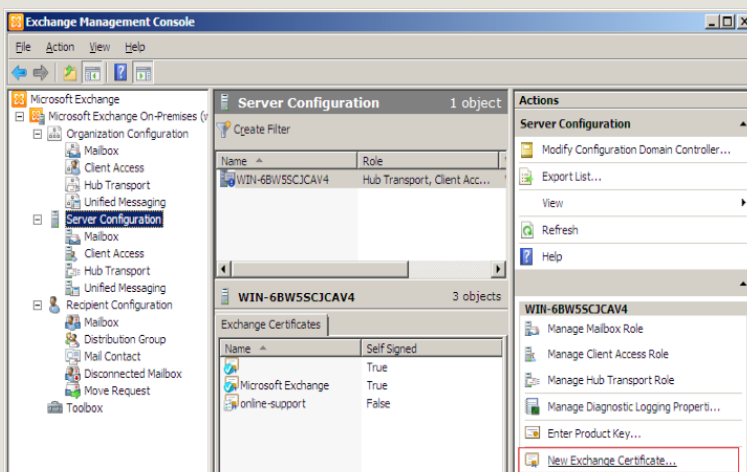 Exchange Management Console
File Action View Help
Microsoft Exchange
Microsoft Exchange On-Premises (w
Organization Configuration
Mailbox
Client Access
Hub Transport
Unified Messaging
Server Configuration
Mailbox
Client Access
Hub Transport
Unified Messaging
Recipient Configuration
Mailbox
Distribution Group
Mail Contact
Disconnected Mailbox
Move Request
Toolbox
Server Configuration 1 object
Create Filter
Name Role
WIN-6BW5SCJCAV4 Hub Transport, Client Acc...
WIN-6BW5SCJCAV4 3 objects
Exchange Certificates
Name Self Signed
True
Microsoft Exchange True
online-support False
Actions
Server Configuration
Modify Configuration Domain Controller...
Export List...
View
Refresh
Help
WIN-6BW5SCJCAV4
Manage Mailbox Role
Manage Client Access Role
Manage Hub Transport Role
Manage Diagnostic Logging Properti...
Enter Product Key...
New Exchange Certificate...